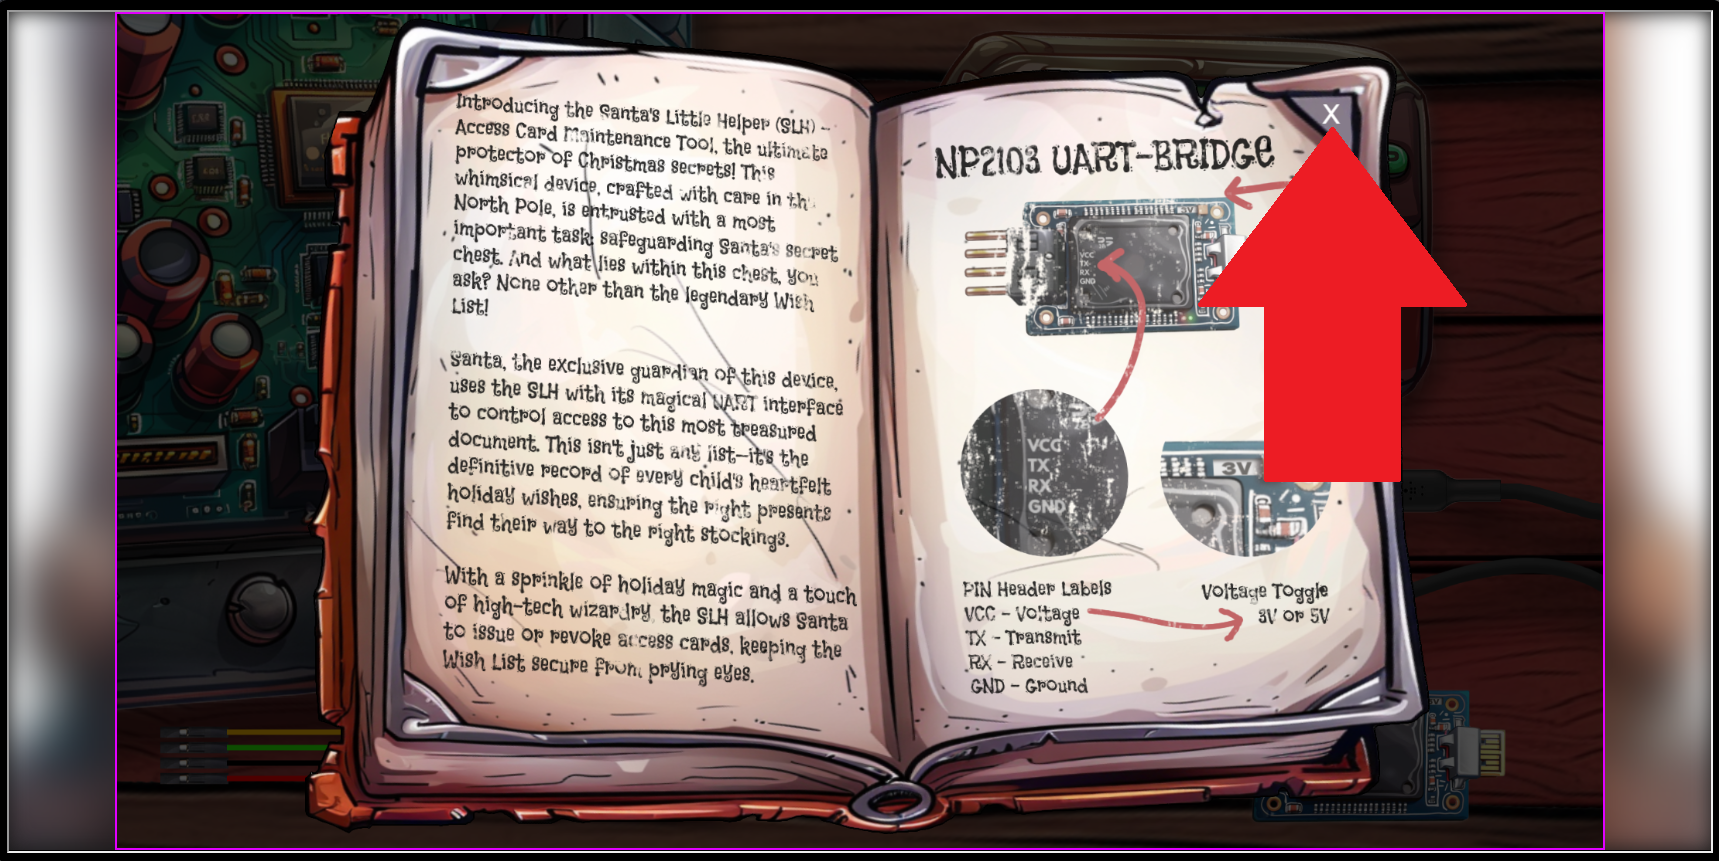 Introducing the Santa's Little Helper (SLH) -
Access Card Maintenance Tool, the ultimate
protector of Christmas secrets! This
whimsical device, crafted with care in th
North Pole, is entrusted with a most
important task: safeguarding Santa's secret
chest. And what lies within this chest, you
ask? None other than the legendary Wish
List!
Santa, the exclusive guardian of this device,
uses the SLH with its magical UART interface
to control access to this most treasured
document. This isn't just any list—it's the
definitive record of every child's heartfelt
holiday wishes, ensuring the right presents
find their way to the right stockings.
With a sprinkle of holiday magic and a touch
of high-tech wizardry, the SLH allows Santa
to issue or revoke access cards, keeping the
Wish List secure from prying eyes.
X
NP2103 UART-BRIDGE
3V
VCC
TX
RX
GND
VCC
TX
RX
GND
3V
PIN Header Labels
VCC - Voltage
TX - Transmit
RX - Receive
GND - Ground
Voltage Toggle
3V or 5V